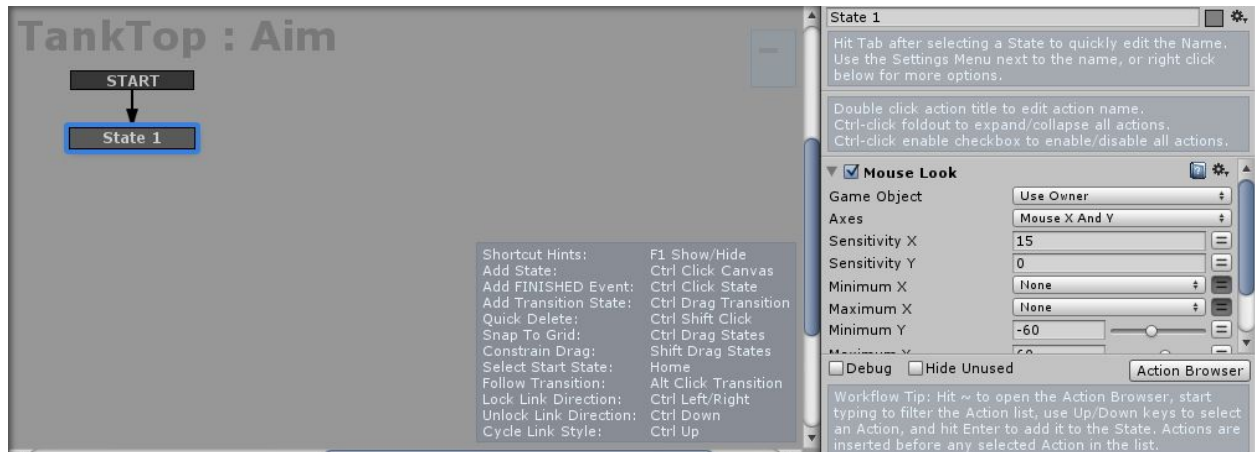 TankTop : Aim
START
State 1
Shortcut Hints: F1 Show/Hide
Add State: Ctrl Click Canvas
Add FINISHED Event: Ctrl Click State
Add Transition State: Ctrl Drag Transition
Quick Delete: Ctrl Shift Click
Snap To Grid: Ctrl Drag States
Constrain Drag: Shift Drag States
Select Start State: Home
Follow Transition: Alt Click Transition
Lock Link Direction: Ctrl Left/Right
Unlock Link Direction: Ctrl Down
Cycle Link Style: Ctrl Up
State 1
Hit Tab after selecting a State to quickly edit the Name.
Use the Settings Menu next to the name, or right click
below for more options.
Double click action title to edit action name.
Ctrl-click foldout to expand/collapse all actions.
Ctrl-click enable checkbox to enable/disable all actions.
Mouse Look
Game Object Use Owner
Axes Mouse X And Y
Sensitivity X 15
Sensitivity Y 0
Minimum X None
Maximum X None
Minimum Y -60
Maximum Y 60
Debug Hide Unused Action Browser
Workflow Tip: Hit ~ to open the Action Browser, start
typing to filter the Action list, use Up/Down keys to select
an Action, and hit Enter to add it to the State. Actions are
inserted before any selected Action in the list.